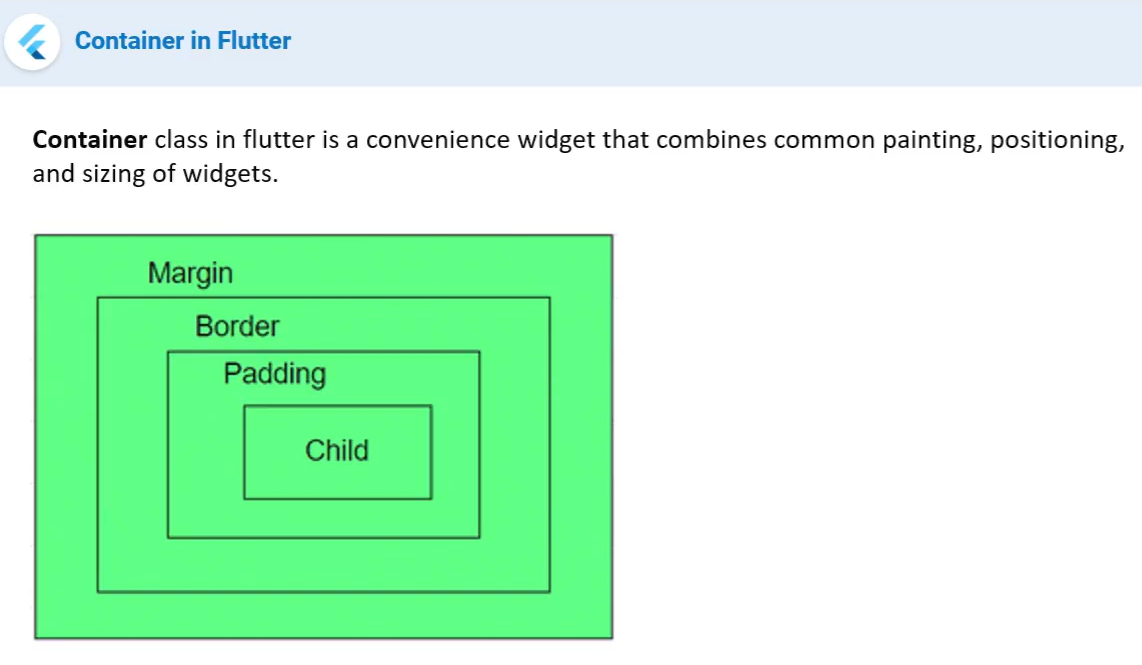 Container in Flutter
Container class in flutter is a convenience widget that combines common painting, positioning,
and sizing of widgets.
Margin
Border
Padding
Child